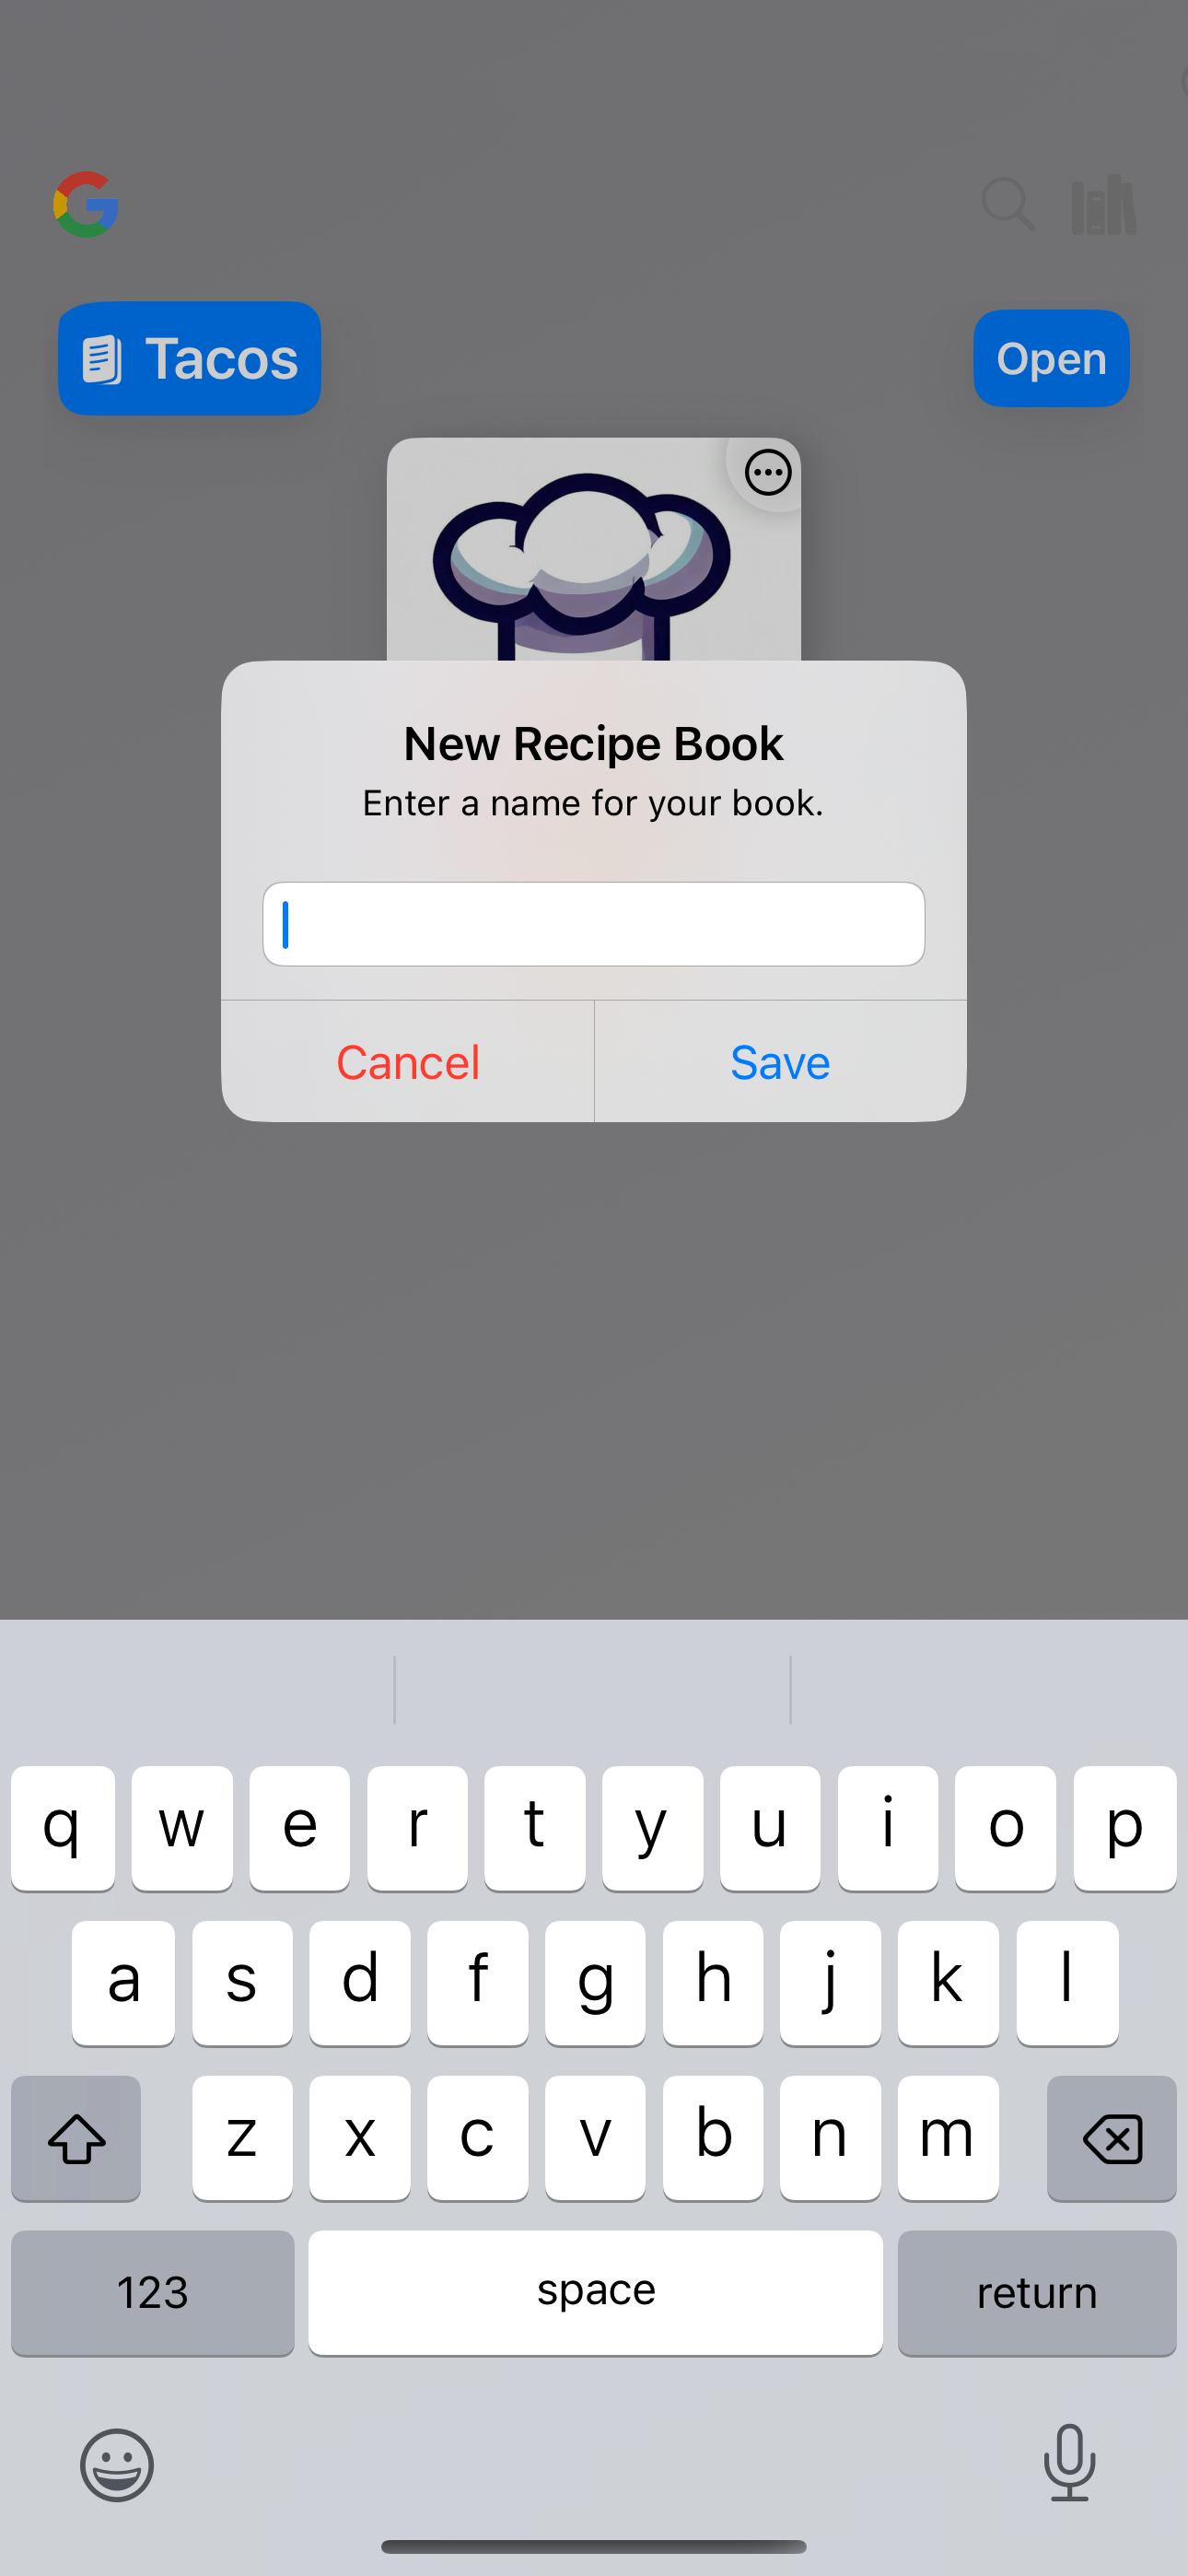 Tacos
Open
New Recipe Book
Enter a name for your book.
Cancel
Save
q w e r t y u i o p
a s d f g h j k l
z x c v b n m
123 space return